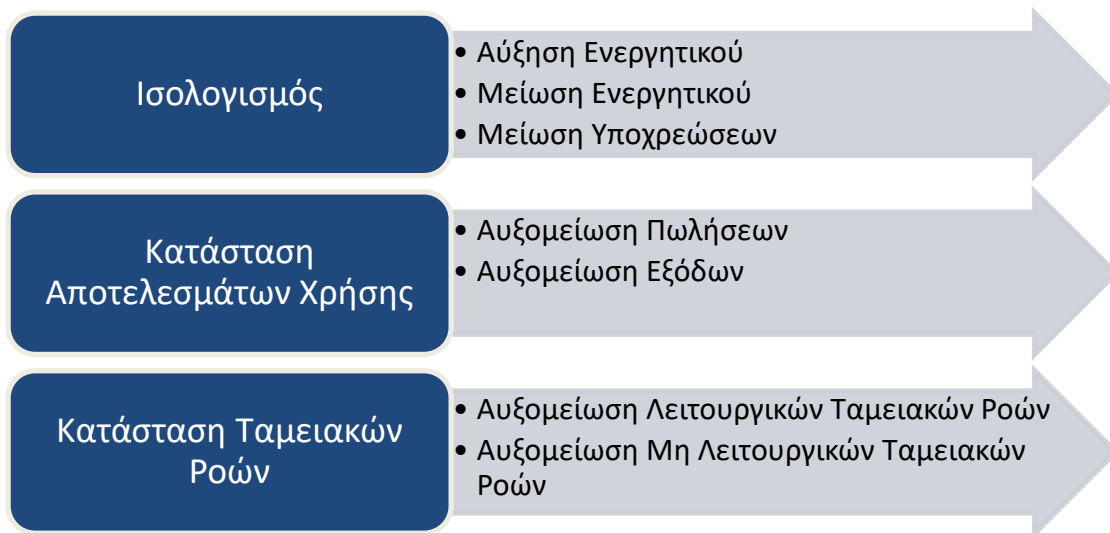 Ισολογισμός
• Αύξηση Ενεργητικού
• Μείωση Ενεργητικού
• Μείωση Υποχρεώσεων
Κατάσταση
Αποτελεσμάτων Χρήσης
• Αυξομείωση Πωλήσεων
• Αυξομείωση Εξόδων
Κατάσταση Ταμειακών
Ροών
• Αυξομείωση Λειτουργικών Ταμειακών Ροών
• Αυξομείωση Μη Λειτουργικών Ταμειακών
Ροών